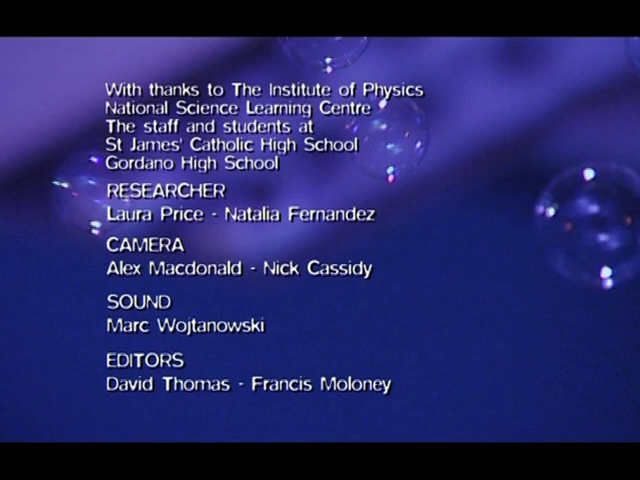 With thanks to The Institute of Physics
National Science Learning Centre
The staff and students at
St James' Catholic High School
Gordano High School
RESEARCHER
Laura Price - Natalia Fernandez
CAMERA
Alex Macdonald - Nick Cassidy
SOUND
Marc Wojtanowski
EDITORS
David Thomas - Francis Moloney